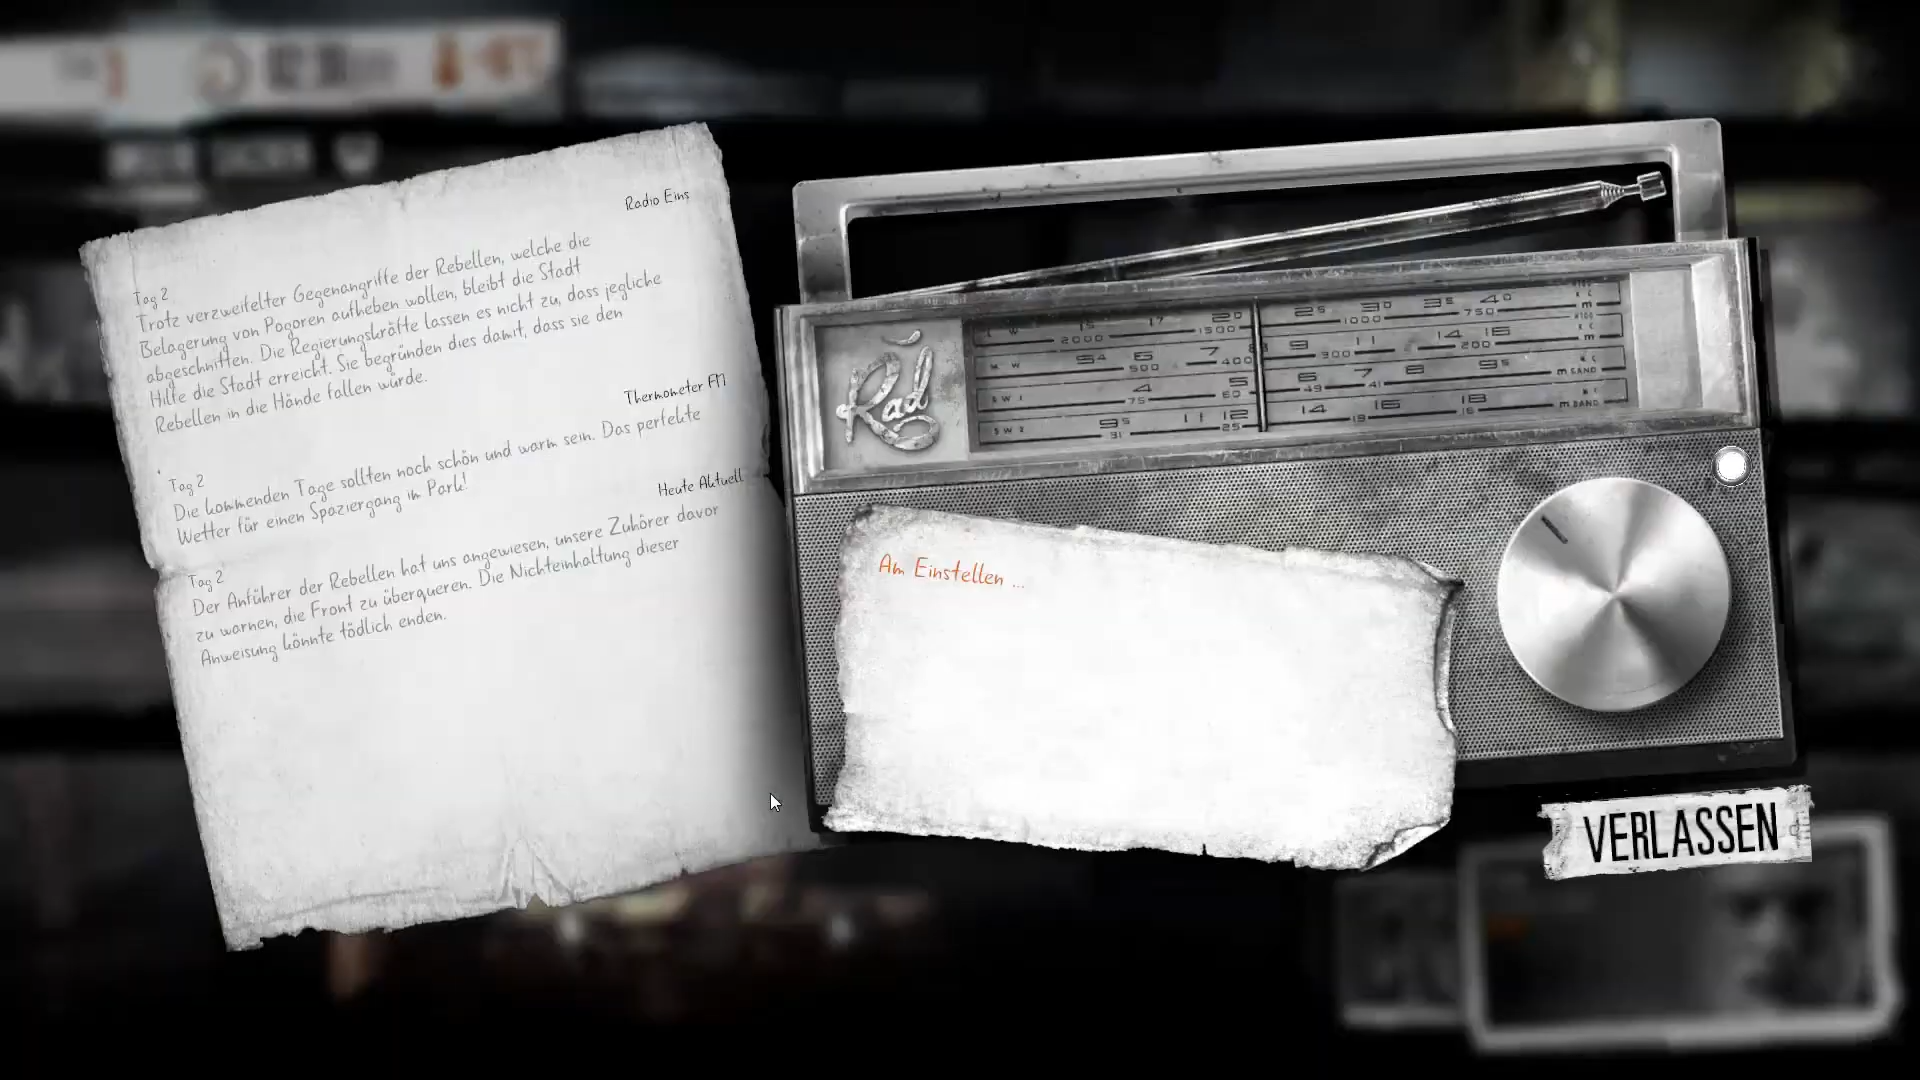 Radio Eins
Tag 2
Trotz verzweifelter Gegenangriffe der Rebellen, welche die
Belagerung von Pogoren aufheben wollen, bleibt die Stadt
abgeschnitten. Die Regierungskräfte lassen es nicht zu, dass jegliche
Hilfe die Stadt erreicht. Sie begründen dies damit, dass sie den
Rebellen in die Hände fallen würde.
Thermometer FM
Tag 2
Die kommenden Tage sollten noch schön und warm sein. Das perfekte
Wetter für einen Spaziergang im Park!
Heute Aktuell
Tag 2
Der Anführer der Rebellen hat uns angewiesen, unsere Zuhörer davor
zu warnen, die Front zu überqueren. Die Nichteinhaltung dieser
Anweisung könnte tödlich enden.
Rad
Am Einstellen ...
VERLASSEN